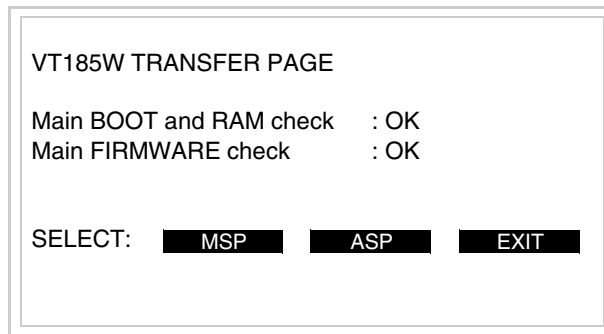 VT185W TRANSFER PAGE
Main BOOT and RAM check : OK
Main FIRMWARE check : OK
SELECT: MSP ASP EXIT